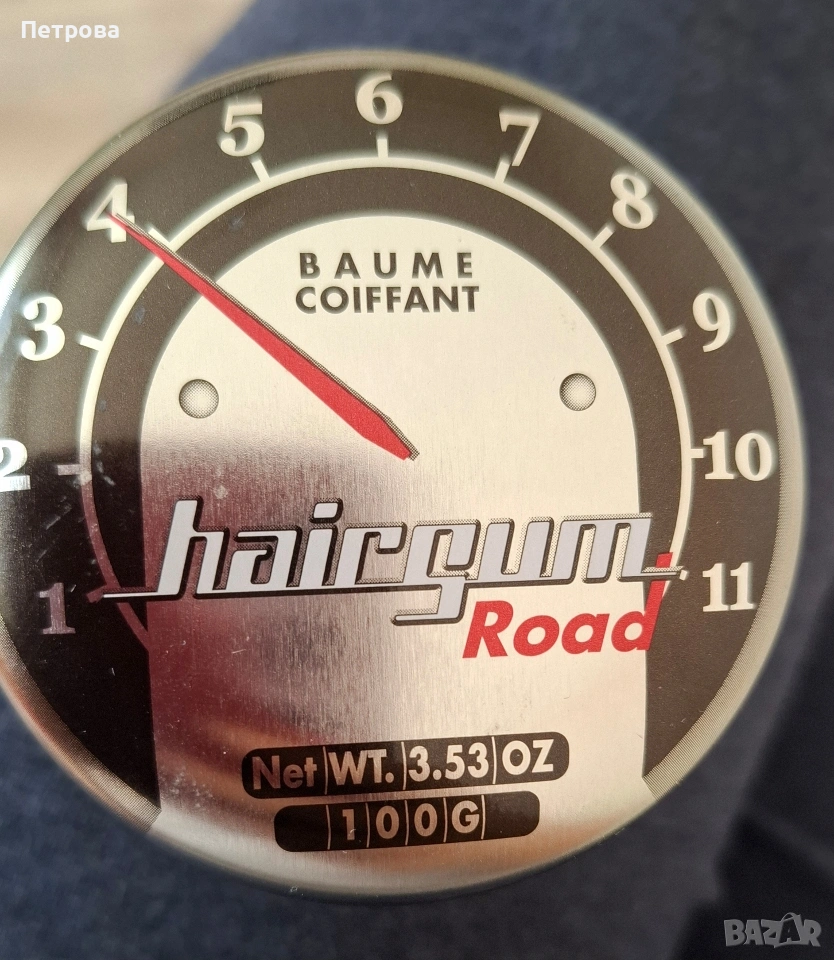 Петрова
1
2
3
4
5
6
7
8
9
10
11
BAUME
COIFFANT
hairgum
Road
Net WT. 3.53 OZ
100G
BAZAR